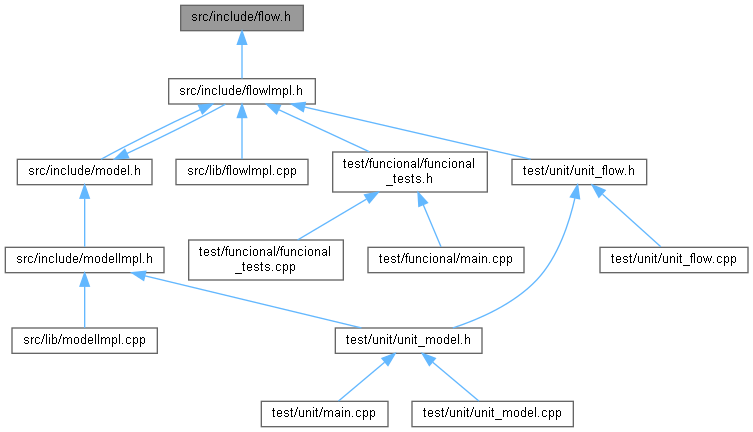 src/include/flow.h
src/include/flowImpl.h
src/include/model.h
src/lib/flowImpl.cpp
test/funcional/funcional
_tests.h
test/unit/unit_flow.h
src/include/modelImpl.h
test/funcional/funcional
_tests.cpp
test/funcional/main.cpp
test/unit/unit_flow.cpp
src/lib/modelImpl.cpp
test/unit/unit_model.h
test/unit/main.cpp
test/unit/unit_model.cpp